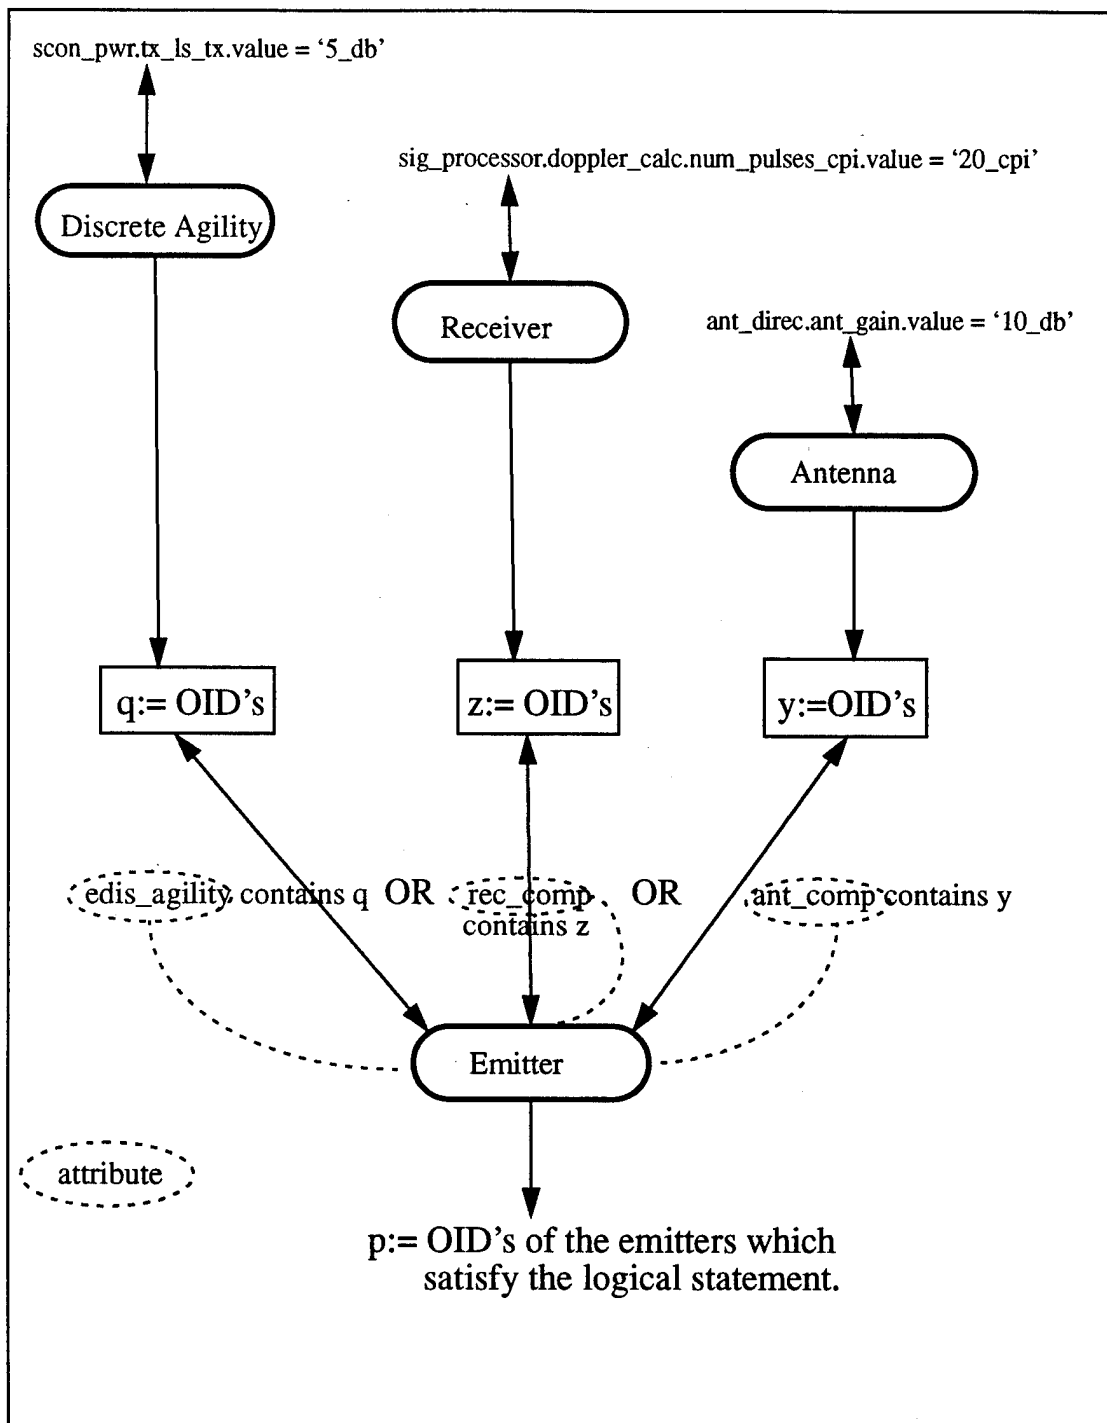 scon_pwr.tx_ls_tx.value = ‘5_db’
sig_processor.doppler_calc.num_pulses_cpi.value = ‘20_cpi’
Discrete Agility
Receiver
ant_direc.ant_gain.value = ‘10_db’
Antenna
q:= OID’s
z:= OID’s
y:=OID’s
edis_agility contains q OR rec_comp OR ant_comp contains y
contains z
Emitter
attribute
p:= OID’s of the emitters which
satisfy the logical statement.